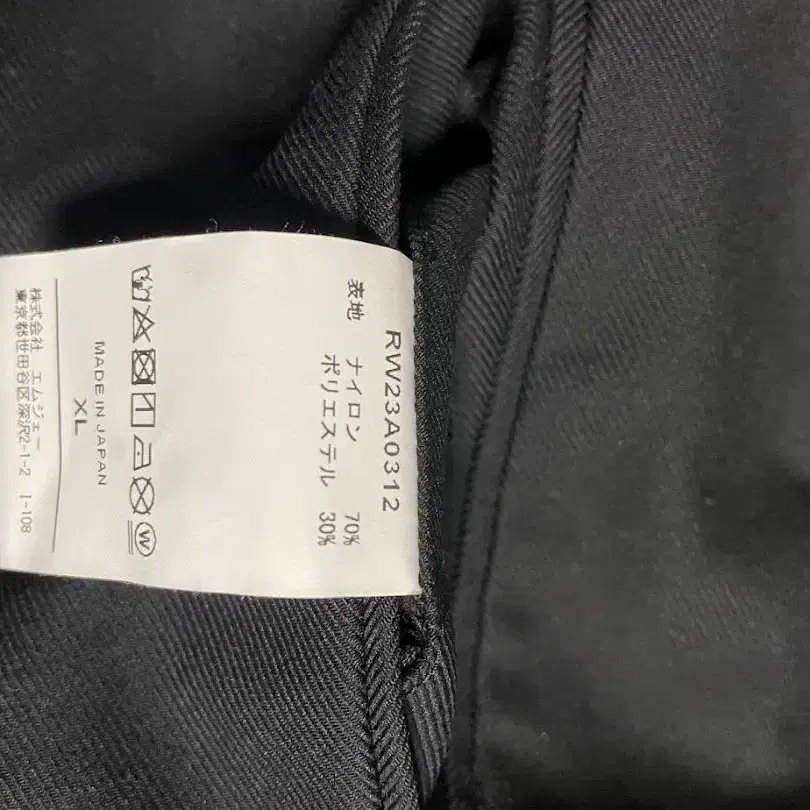 RW23A0312
表地 ナイロン 70%
ポリエステル 30%
W
MADE IN JAPAN
XL
株式会社 エムジェー
東京都世田谷区深沢2-1-2 I-108